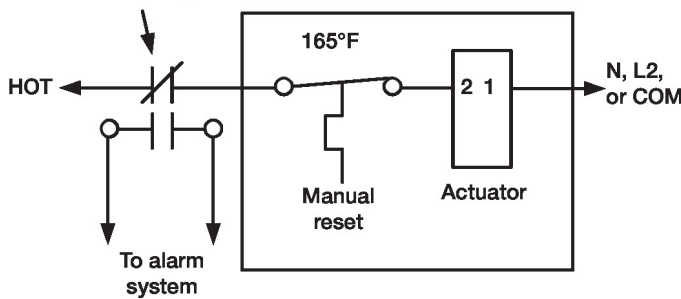 165°F
HOT
2 1
N, L2,
or COM
Manual
reset
Actuator
To alarm
system